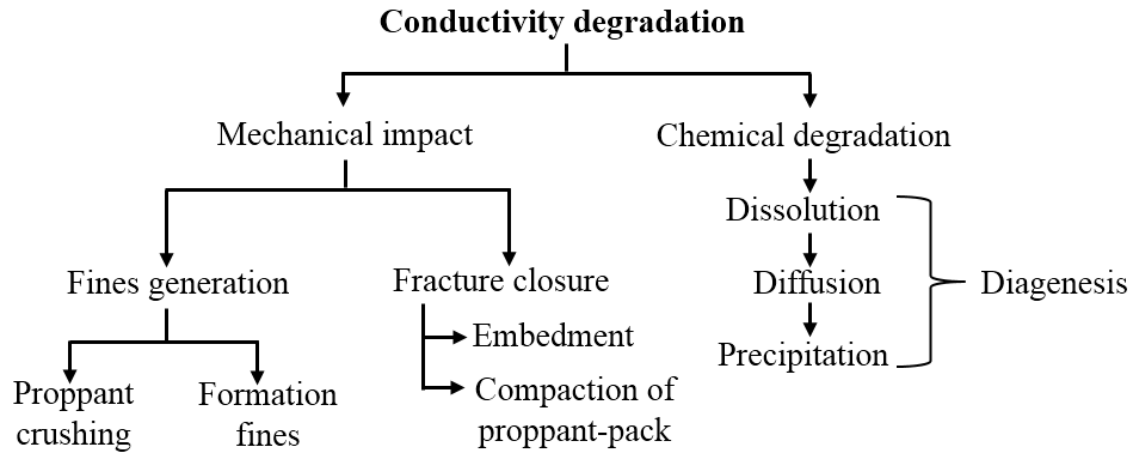 Conductivity degradation
Mechanical impact
Chemical degradation
Dissolution
Fines generation
Fracture closure
Diffusion
Diagenesis
Embedment
Precipitation
Proppant
crushing
Formation
fines
Compaction of
proppant-pack